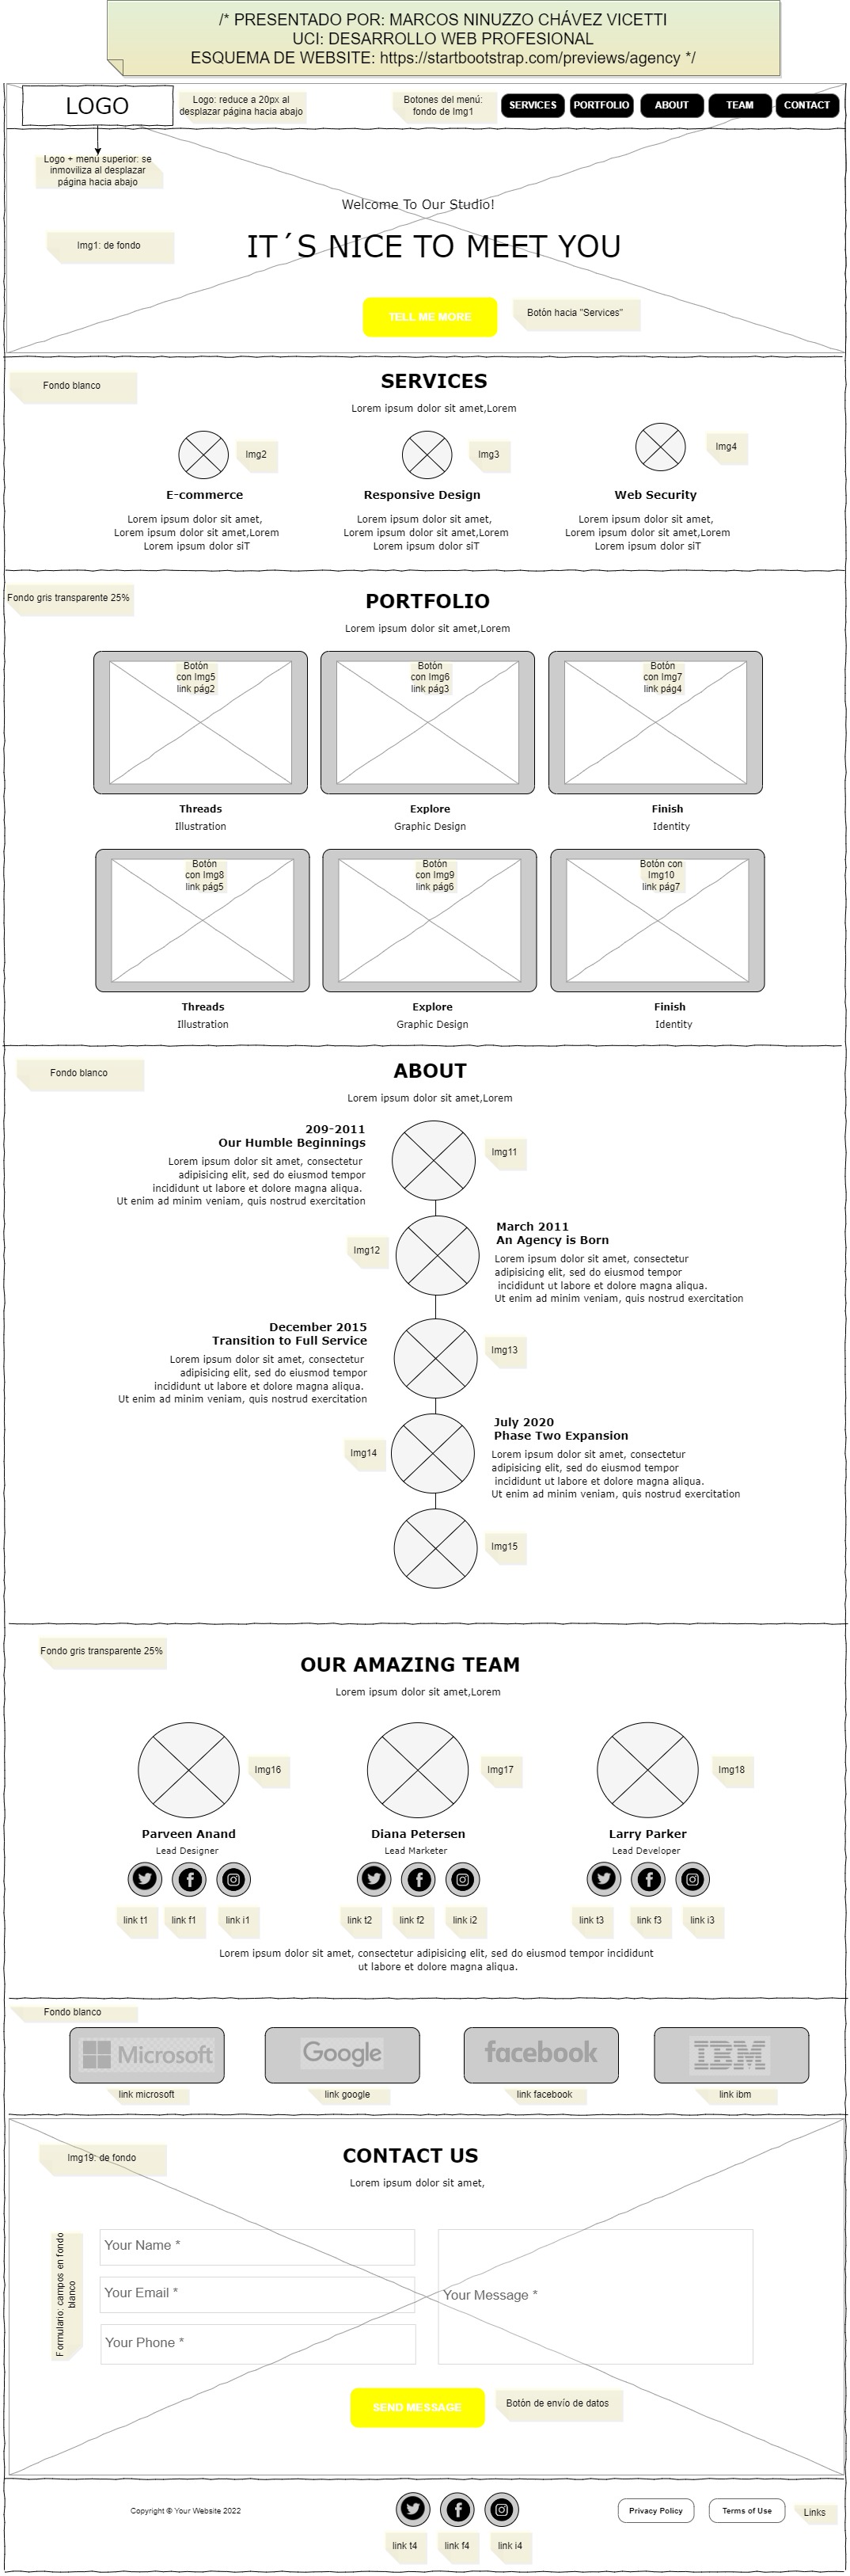 /* PRESENTADO POR: MARCOS NINUZZO CHÁVEZ VICETTI
UCI: DESARROLLO WEB PROFESIONAL
ESQUEMA DE WEBSITE: https://startbootstrap.com/previews/agency */
LOGO
Logo: reduce a 20px al
desplazar página hacia abajo
Botones del menú:
fondo de Img1
SERVICES
PORTFOLIO
ABOUT
TEAM
CONTACT
Logo + menú superior: se
inmoviliza al desplazar
página hacia abajo
Welcome To Our Studio!
Img1: de fondo
IT´S NICE TO MEET YOU
TELL ME MORE
Botón hacia "Services"
Fondo blanco
SERVICES
Lorem ipsum dolor sit amet,Lorem
Img2
Img3
Img4
E-commerce
Responsive Design
Web Security
Lorem ipsum dolor sit amet,
Lorem ipsum dolor sit amet,Lorem
Lorem ipsum dolor siT
Lorem ipsum dolor sit amet,
Lorem ipsum dolor sit amet,Lorem
Lorem ipsum dolor siT
Lorem ipsum dolor sit amet,
Lorem ipsum dolor sit amet,Lorem
Lorem ipsum dolor siT
Fondo gris transparente 25%
PORTFOLIO
Lorem ipsum dolor sit amet,Lorem
Botón
con Img5
link pág2
Botón
con Img6
link pág3
Botón
con Img7
link pág4
Threads
Illustration
Explore
Graphic Design
Finish
Identity
Botón
con Img8
link pág5
Botón
con Img9
link pág6
Botón con
Img10
link pág7
Threads
Illustration
Explore
Graphic Design
Finish
Identity
Fondo blanco
ABOUT
Lorem ipsum dolor sit amet,Lorem
209-2011
Our Humble Beginnings
Lorem ipsum dolor sit amet, consectetur
adipisicing elit, sed do eiusmod tempor
incididunt ut labore et dolore magna aliqua.
Ut enim ad minim veniam, quis nostrud exercitation
Img11
Img12
March 2011
An Agency is Born
Lorem ipsum dolor sit amet, consectetur
adipisicing elit, sed do eiusmod tempor
incididunt ut labore et dolore magna aliqua.
Ut enim ad minim veniam, quis nostrud exercitation
December 2015
Transition to Full Service
Lorem ipsum dolor sit amet, consectetur
adipisicing elit, sed do eiusmod tempor
incididunt ut labore et dolore magna aliqua.
Ut enim ad minim veniam, quis nostrud exercitation
Img13
Img14
July 2020
Phase Two Expansion
Lorem ipsum dolor sit amet, consectetur
adipisicing elit, sed do eiusmod tempor
incididunt ut labore et dolore magna aliqua.
Ut enim ad minim veniam, quis nostrud exercitation
Img15
Fondo gris transparente 25%
OUR AMAZING TEAM
Lorem ipsum dolor sit amet,Lorem
Img16
Img17
Img18
Parveen Anand
Lead Designer
Diana Petersen
Lead Marketer
Larry Parker
Lead Developer
link t1
link f1
link i1
link t2
link f2
link i2
link t3
link f3
link i3
Lorem ipsum dolor sit amet, consectetur adipisicing elit, sed do eiusmod tempor incididunt
ut labore et dolore magna aliqua.
Fondo blanco
Microsoft
Google
facebook
IBM
link microsoft
link google
link facebook
link ibm
Img19: de fondo
CONTACT US
Lorem ipsum dolor sit amet,
Formulario: campos en fondo
blanco
Your Name *
Your Email *
Your Phone *
Your Message *
SEND MESSAGE
Botón de envío de datos
Copyright © Your Website 2022
Privacy Policy
Terms of Use
Links
link t4
link f4
link i4